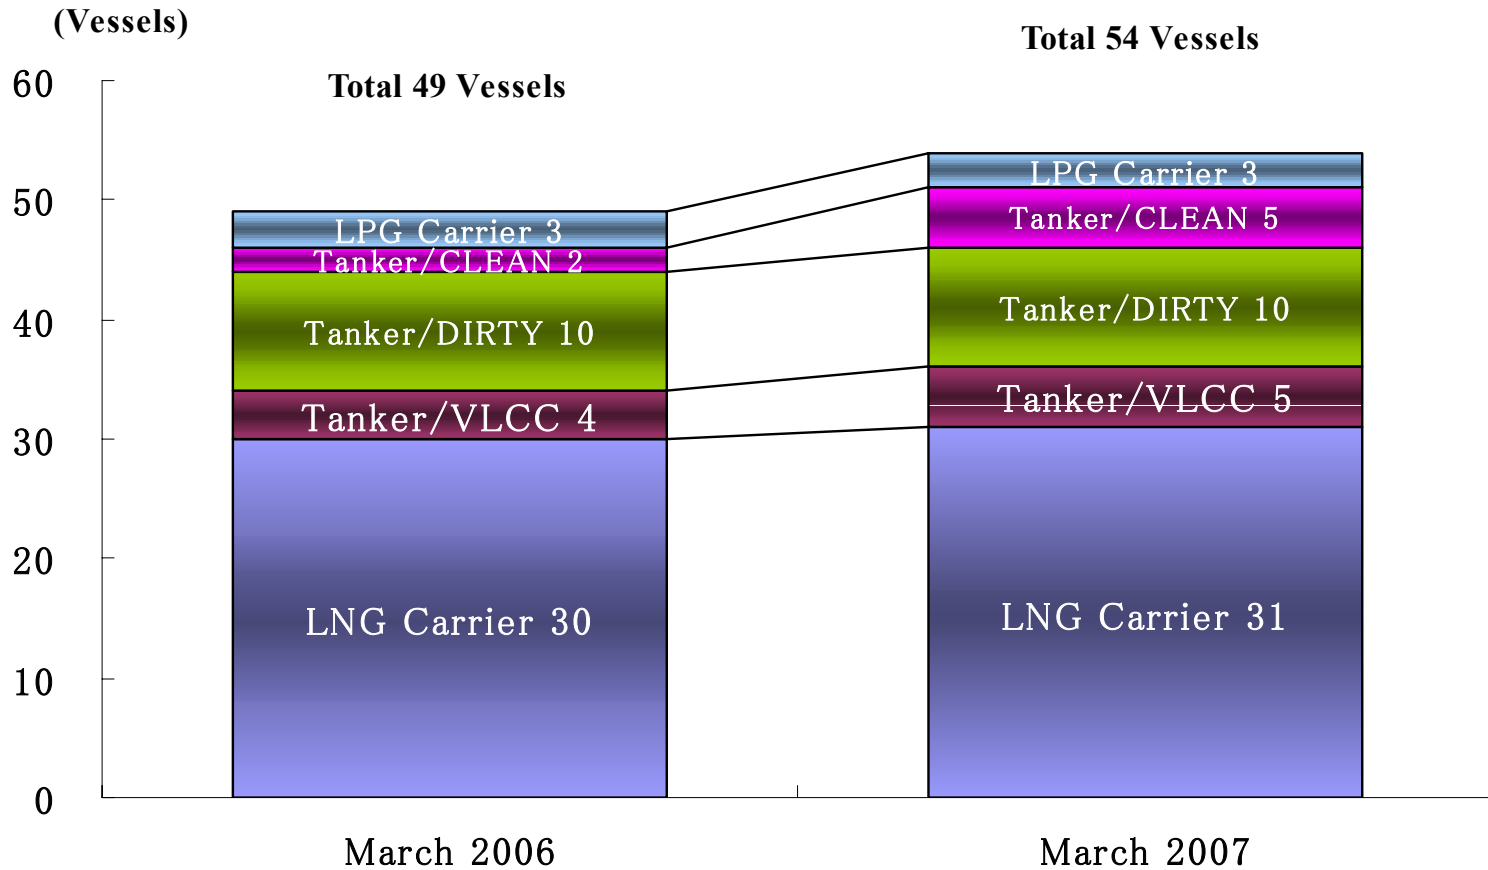 (Vessels)
Total 54 Vessels
Total 49 Vessels
60
50
40
30
20
10
0
LPG Carrier 3
Tanker/CLEAN 2
Tanker/DIRTY 10
Tanker/VLCC 4
LNG Carrier 30
LPG Carrier 3
Tanker/CLEAN 5
Tanker/DIRTY 10
Tanker/VLCC 5
LNG Carrier 31
March 2006
March 2007